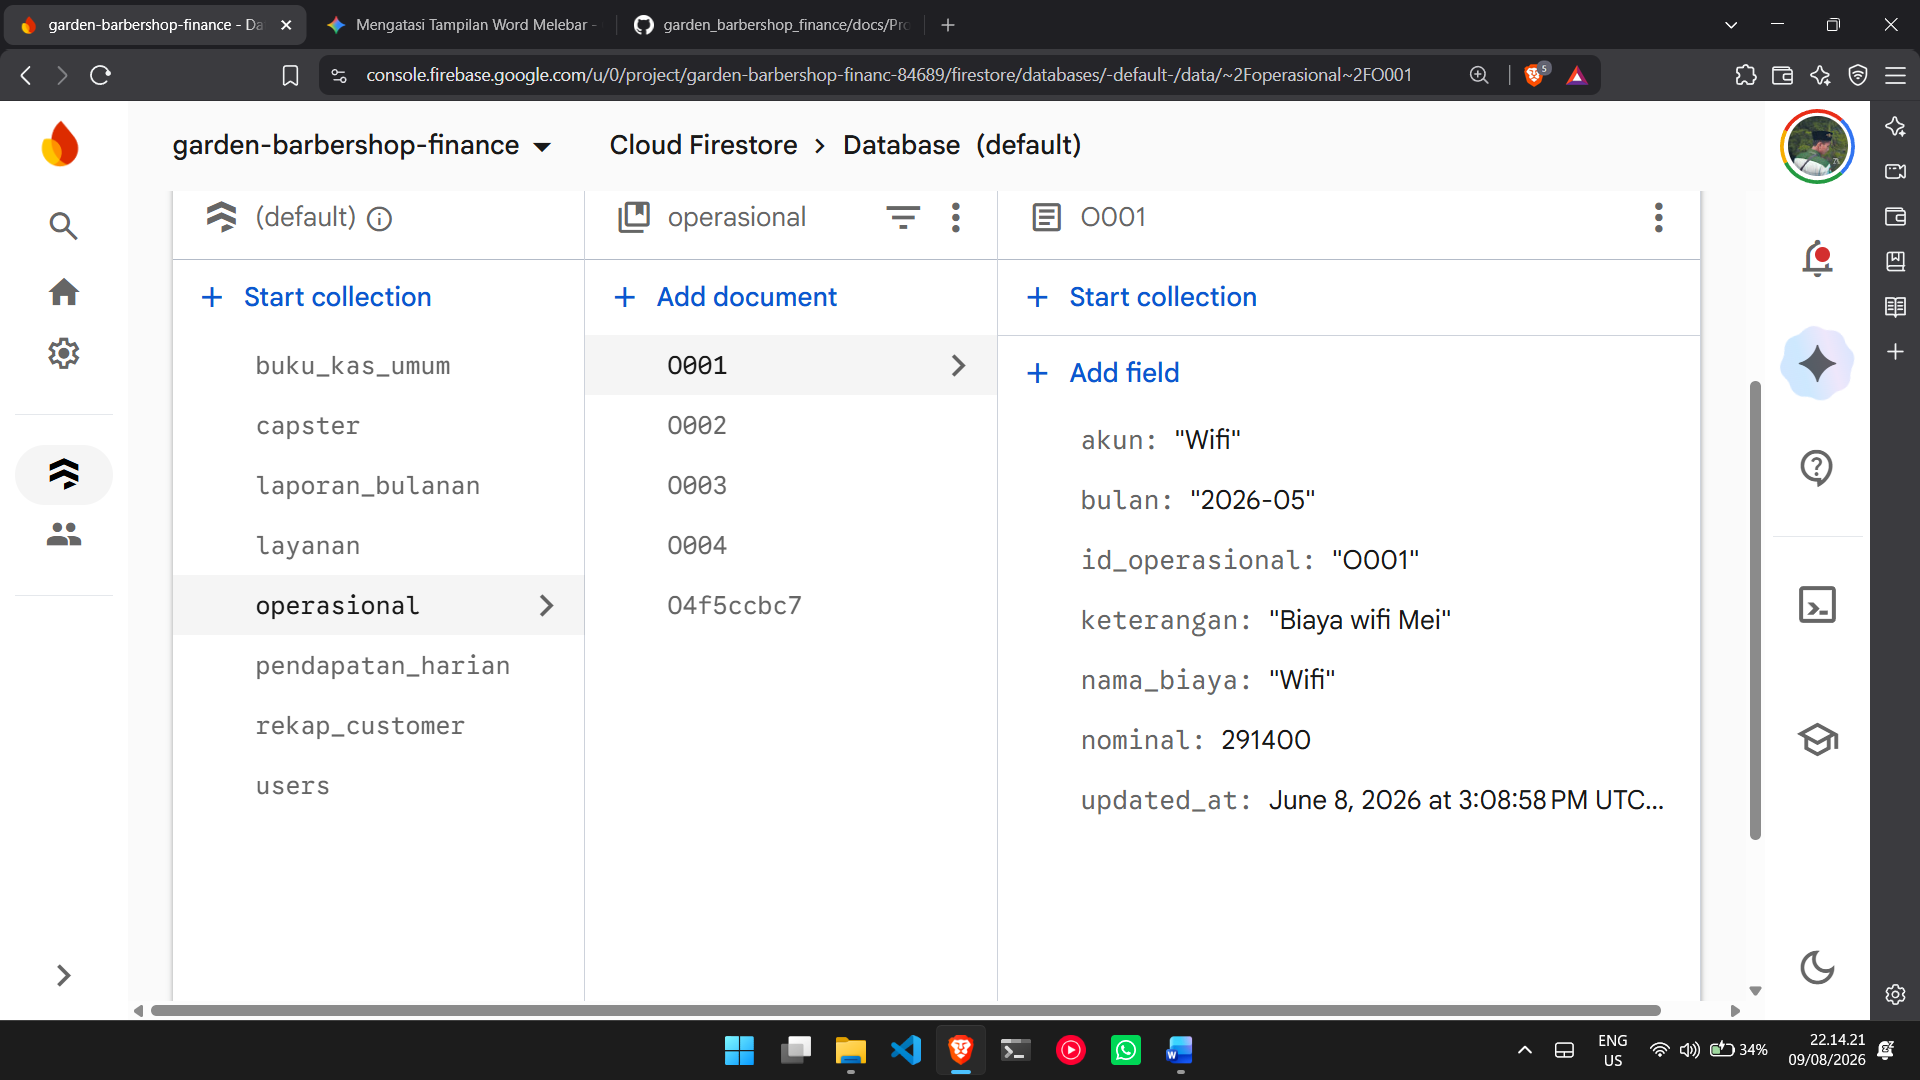 garden-barbershop-finance - Da
Mengatasi Tampilan Word Melebar -
garden_barbershop_finance/docs/Pro
console.firebase.google.com/u/0/project/garden-barbershop-financ-84689/firestore/databases/-default-/data/~2Foperasional~2FO001
5
garden-barbershop-finance
Cloud Firestore > Database (default)
(default)
operasional
O001
+ Start collection
+ Add document
+ Start collection
buku_kas_umum
capster
laporan_bulanan
layanan
operasional
pendapatan_harian
rekap_customer
users
O001
O002
O003
O004
O4f5ccbc7
+ Add field
akun: "Wifi"
bulan: "2026-05"
id_operasional: "O001"
keterangan: "Biaya wifi Mei"
nama_biaya: "Wifi"
nominal: 291400
updated_at: June 8, 2026 at 3:08:58 PM UTC...
ENG
US
34%
22.14.21
09/08/2026